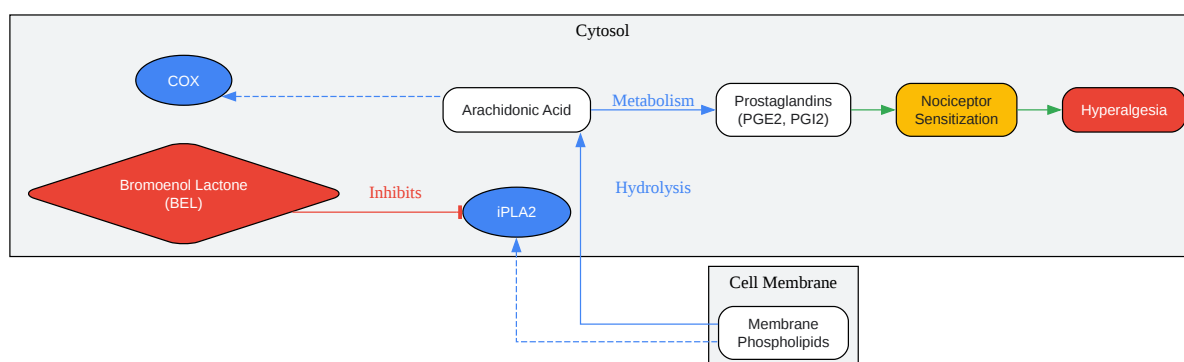 Cytosol
COX
Arachidonic Acid
Metabolism
Prostaglandins
(PGE2, PGI2)
Nociceptor
Sensitization
Hyperalgesia
Bromoenol Lactone
(BEL)
Inhibits
iPLA2
Hydrolysis
Cell Membrane
Membrane
Phospholipids